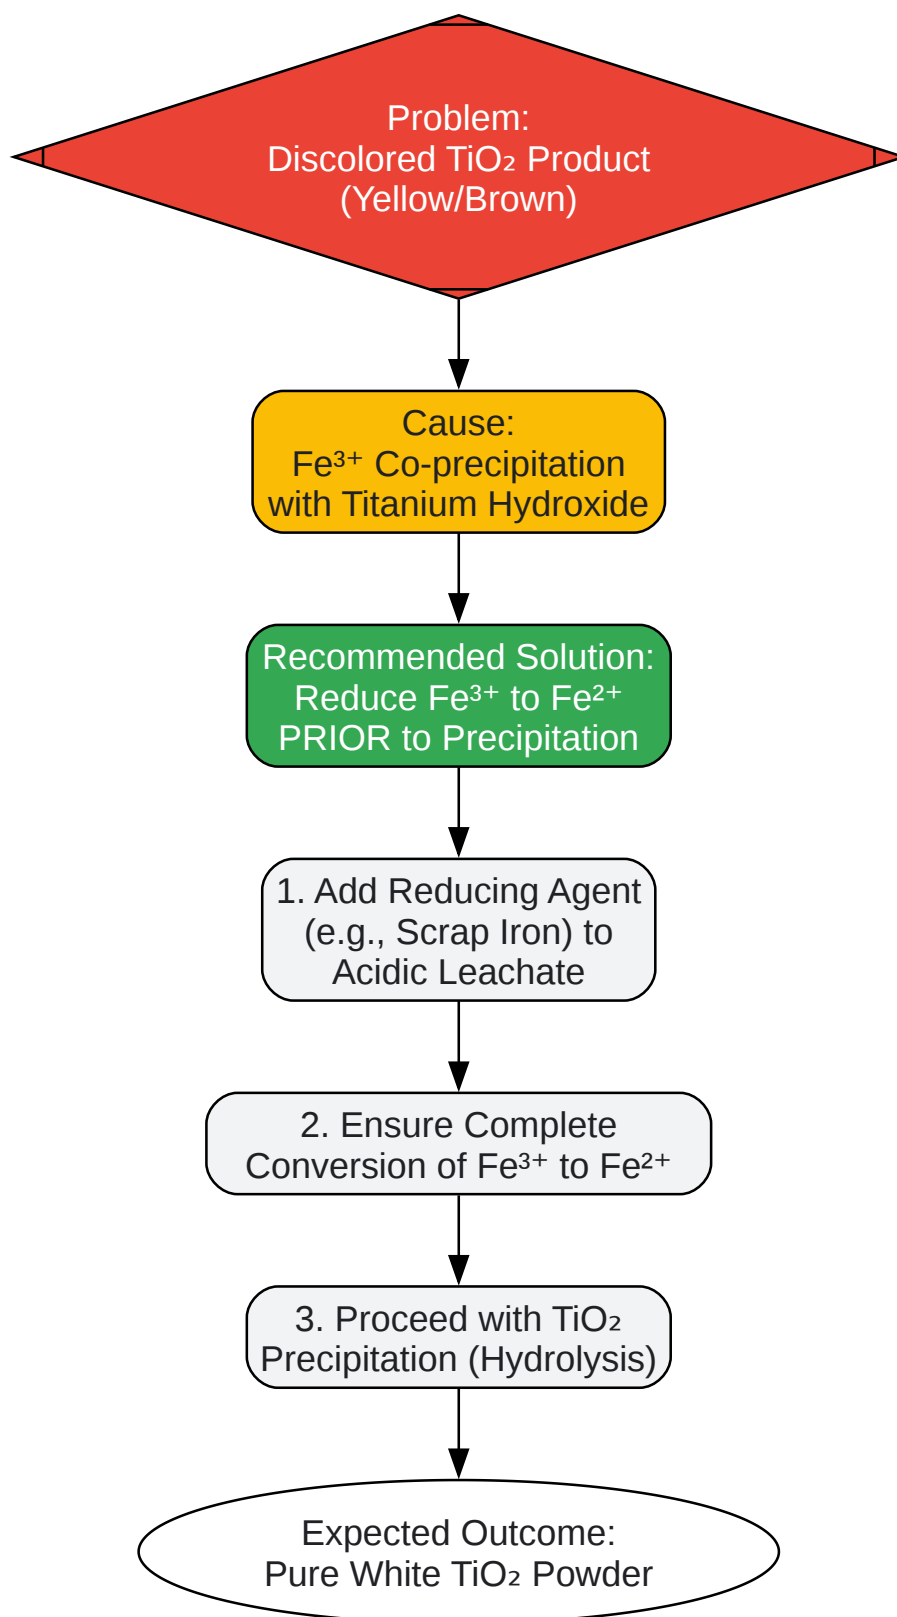 Problem:
Discolored TiO₂ Product
(Yellow/Brown)
Cause:
Fe³⁺ Co-precipitation
with Titanium Hydroxide
Recommended Solution:
Reduce Fe³⁺ to Fe²⁺
PRIOR to Precipitation
1. Add Reducing Agent
(e.g., Scrap Iron) to
Acidic Leachate
2. Ensure Complete
Conversion of Fe³⁺ to Fe²⁺
3. Proceed with TiO₂
Precipitation (Hydrolysis)
Expected Outcome:
Pure White TiO₂ Powder